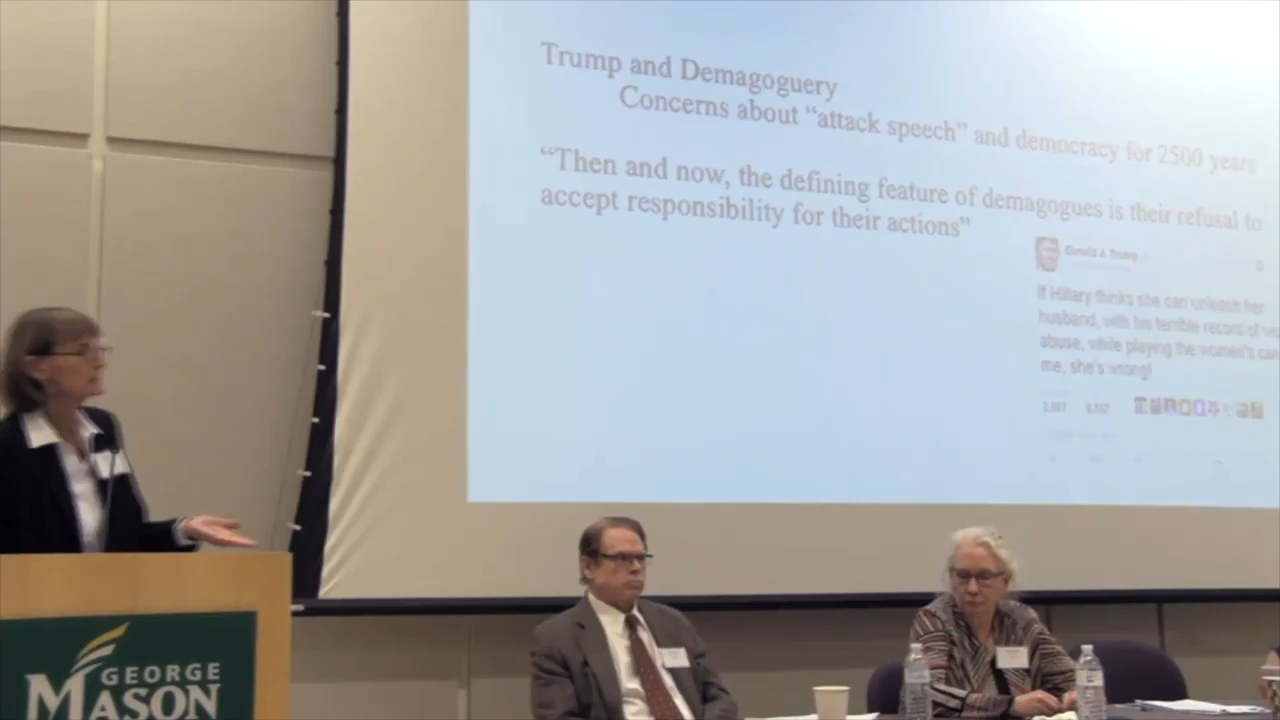 Trump and Demagoguery
Concerns about “attack speech” and democracy for 2500 years
“Then and now, the defining feature of demagogues is their refusal to
accept responsibility for their actions”
Donald J. Trump
If Hillary thinks she can unleash her
husband, with his terrible record of
abuse, while playing the women's
me, she's wrong!
GEORGE
MASON